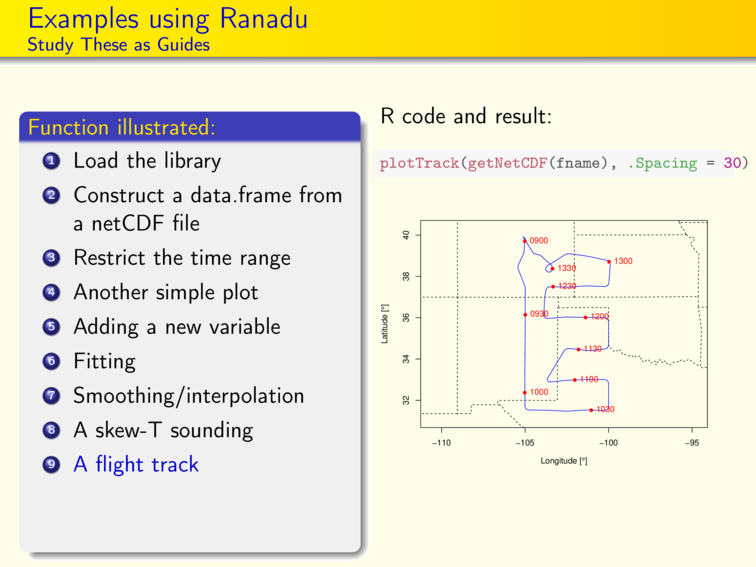 Examples using Ranadu
Study These as Guides
Function illustrated:
1 Load the library
2 Construct a data.frame from
a netCDF file
3 Restrict the time range
4 Another simple plot
5 Adding a new variable
6 Fitting
7 Smoothing/interpolation
8 A skew-T sounding
9 A flight track
R code and result:
plotTrack(getNetCDF(fname), .Spacing = 30)
40
38
36
34
32
Latitude [°]
0900
1300
1330
1230
0930
1200
1130
1100
1000
1030
−110
−105
−100
−95
Longitude [°]